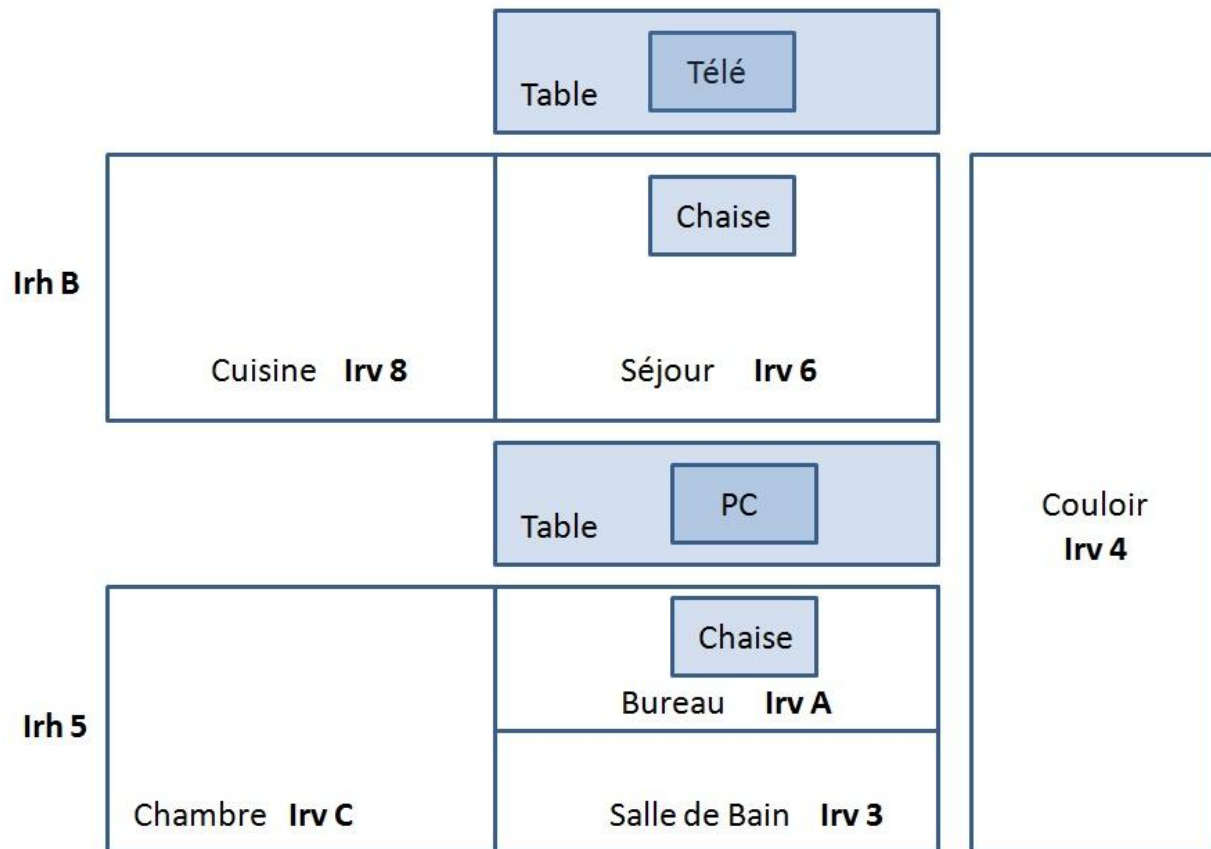 Télé
Table
Chaise
Irh B
Cuisine Irv 8
Séjour Irv 6
PC
Table
Couloir
Irv 4
Chaise
Bureau Irv A
Irh 5
Chambre Irv C
Salle de Bain Irv 3